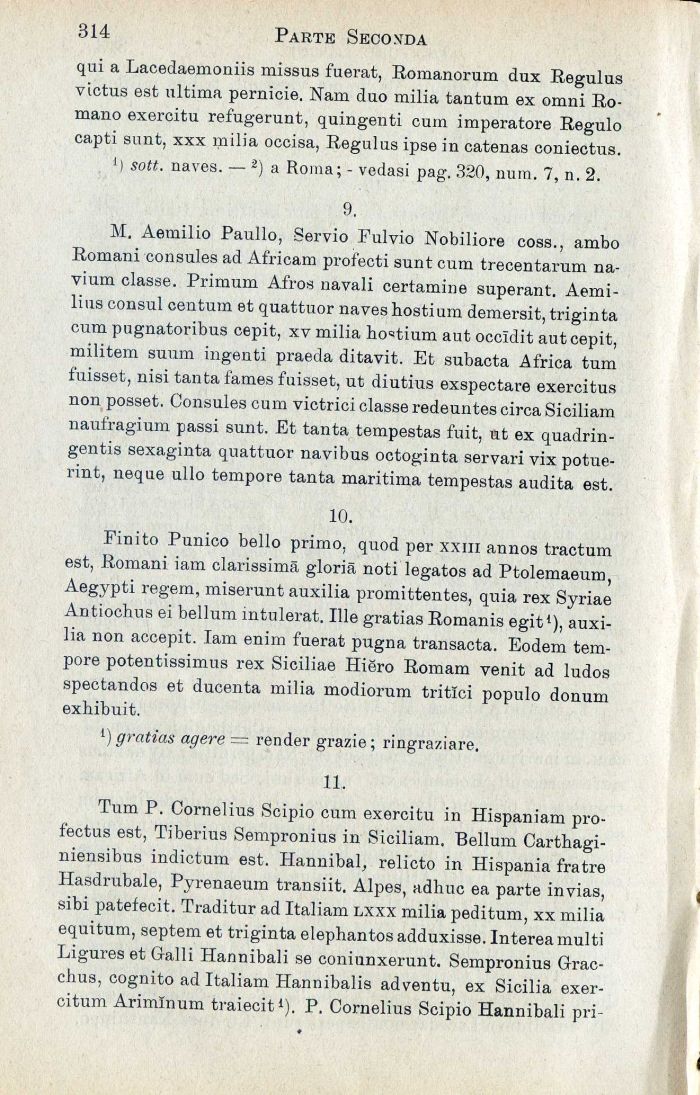 314
PARTE SECONDA
qui a Lacedaemoniis missus fuerat, Romanorum dux Regulus
victus est ultima pernicie. Nam duo milia tantum ex omni Ro-
mano exercitu refugerunt, quingenti cum imperatore Regulo
capti sunt, XXX milia occisa, Regulus ipse in catenas coniectus.
¹) sott. naves. — ²) a Roma; - vedasi pag. 320, num. 7, n. 2.
9.
M. Aemilio Paullo, Servio Fulvio Nobiliore coss., ambo
Romani consules ad Africam profecti sunt cum trecentarum na-
vium classe. Primum Afros navali certamine superant. Aemi-
lius consul centum et quattuor naves hostium demersit, triginta
cum pugnatoribus cepit, XV milia hostium aut occīdit aut cepit,
militem suum ingenti praeda ditavit. Et subacta Africa tum
fuisset, nisi tanta fames fuisset, ut diutius exspectare exercitus
non posset. Consules cum victrici classe redeuntes circa Siciliam
naufragium passi sunt. Et tanta tempestas fuit, ut ex quadrin-
gentis sexaginta quattuor navibus octoginta servari vix potue-
rint, neque ullo tempore tanta maritima tempestas audita est.
10.
Finito Punico bello primo, quod per XXIII annos tractum
est, Romani iam clarissimā gloriā noti legatos ad Ptolemaeum,
Aegypti regem, miserunt auxilia promittentes, quia rex Syriae
Antiochus ei bellum intulerat. Ille gratias Romanis egit¹), auxi-
lia non accepit. Iam enim fuerat pugna transacta. Eodem tem-
pore potentissimus rex Siciliae Hiĕro Romam venit ad ludos
spectandos et ducenta milia modiorum tritĭci populo donum
exhibuit.
¹) gratias agere = render grazie; ringraziare.
11.
Tum P. Cornelius Scipio cum exercitu in Hispaniam pro-
fectus est, Tiberius Sempronius in Siciliam. Bellum Carthagi-
niensibus indictum est. Hannibal, relicto in Hispania fratre
Hasdrubale, Pyrenaeum transiit. Alpes, adhuc ea parte invias,
sibi patefecit. Traditur ad Italiam LXXX milia peditum, XX milia
equitum, septem et triginta elephantos adduxisse. Interea multi
Ligures et Galli Hannibali se coniunxerunt. Sempronius Grac-
chus, cognito ad Italiam Hannibalis adventu, ex Sicilia exer-
citum Arimĭnum traiecit¹). P. Cornelius Scipio Hannibali pri-